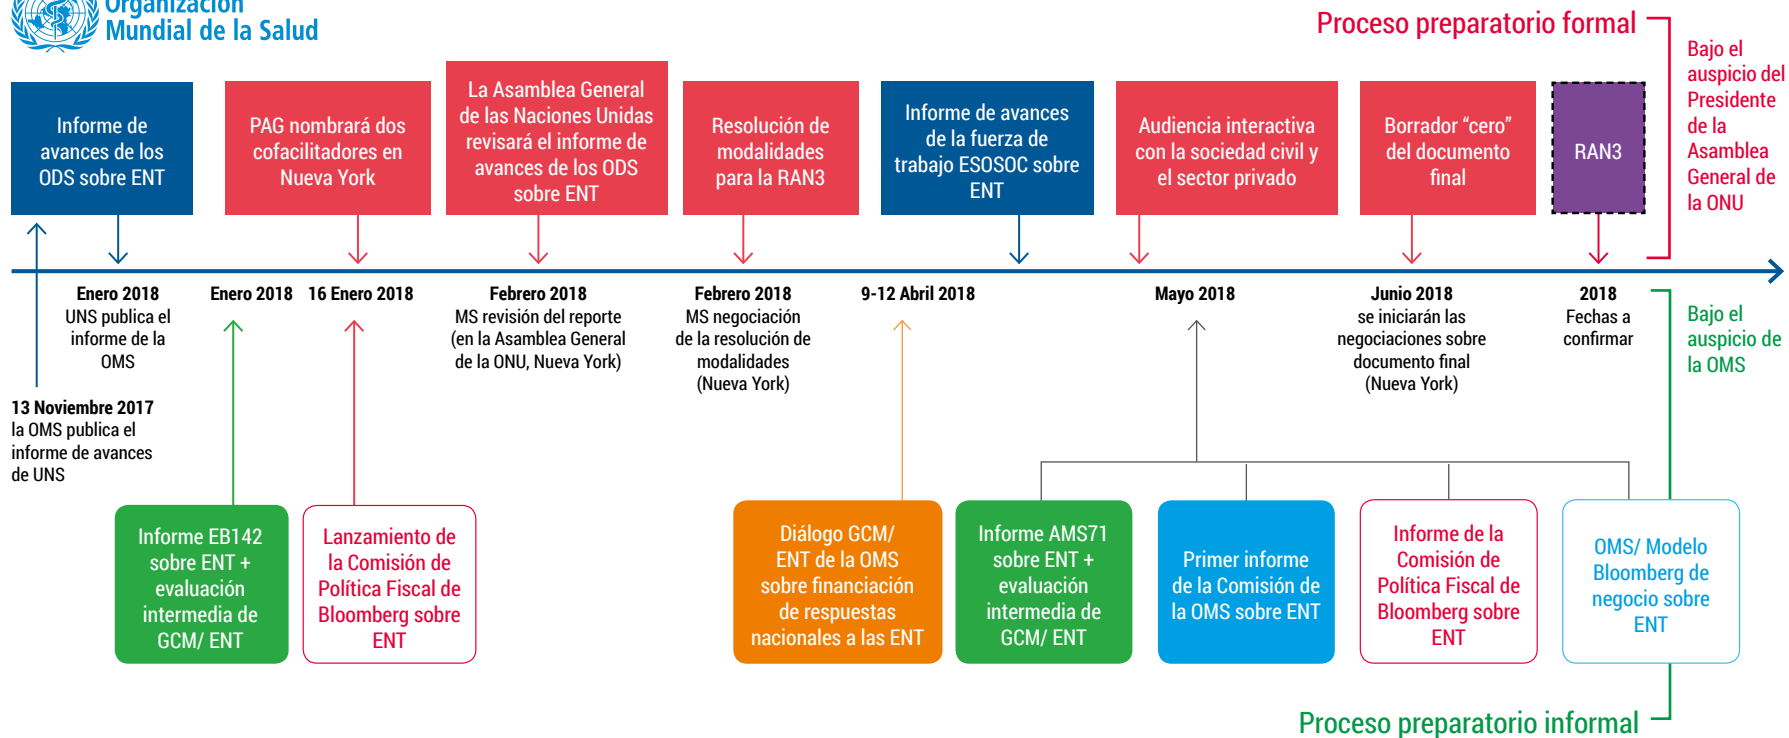 Organización
Mundial de la Salud
Proceso preparatorio formal
Bajo el
auspicio del
Presidente
de la
Asamblea
General de
la ONU
Informe de
avances de los
ODS sobre ENT
PAG nombrará dos
cofacilitadores en
Nueva York
La Asamblea General
de las Naciones Unidas
revisará el informe de
avances de los ODS
sobre ENT
Resolución de
modalidades
para la RAN3
Informe de avances
de la fuerza de
trabajo ESOSOC sobre
ENT
Audiencia interactiva
con la sociedad civil y
el sector privado
Borrador “cero”
del documento
final
RAN3
Enero 2018
UNS publica el
informe de la
OMS
Enero 2018
16 Enero 2018
Febrero 2018
MS revisión del reporte
(en la Asamblea General
de la ONU, Nueva York)
Febrero 2018
MS negociación
de la resolución de
modalidades
(Nueva York)
9-12 Abril 2018
Mayo 2018
Junio 2018
se iniciarán las
negociaciones sobre
documento final
(Nueva York)
2018
Fechas a
confirmar
Bajo el
auspicio de
la OMS
13 Noviembre 2017
la OMS publica el
informe de avances
de UNS
Informe EB142
sobre ENT +
evaluación
intermedia de
GCM/ ENT
Lanzamiento de
la Comisión de
Política Fiscal de
Bloomberg sobre
ENT
Diálogo GCM/
ENT de la OMS
sobre financiación
de respuestas
nacionales a las ENT
Informe AMS71
sobre ENT +
evaluación
intermedia de
GCM/ ENT
Primer informe
de la Comisión de
la OMS sobre ENT
Informe de la
Comisión de
Política Fiscal de
Bloomberg sobre
ENT
OMS/ Modelo
Bloomberg de
negocio sobre
ENT
Proceso preparatorio informal